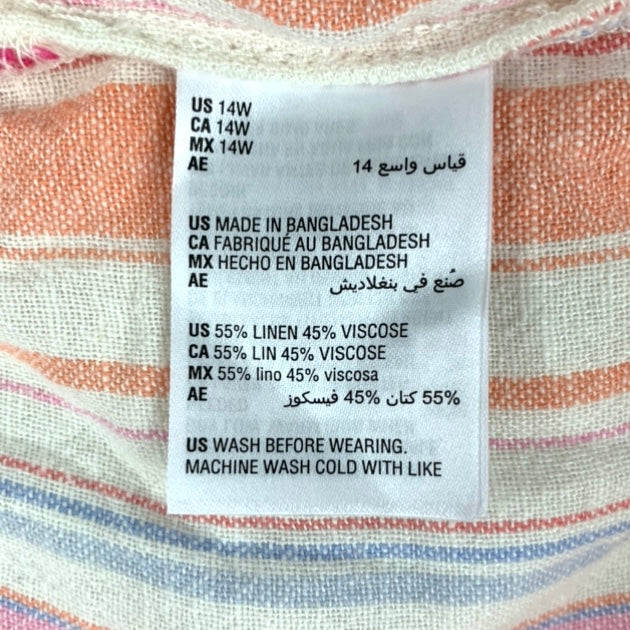 US 14W
CA 14W
MX 14W
AE قياس واسع 14
US MADE IN BANGLADESH
CA FABRIQUÉ AU BANGLADESH
MX HECHO EN BANGLADESH
AE صُنع في بنغلاديش
US 55% LINEN 45% VISCOSE
CA 55% LIN 45% VISCOSE
MX 55% lino 45% viscosa
AE 55% كتان 45% فيسكوز
US WASH BEFORE WEARING.
MACHINE WASH COLD WITH LIKE